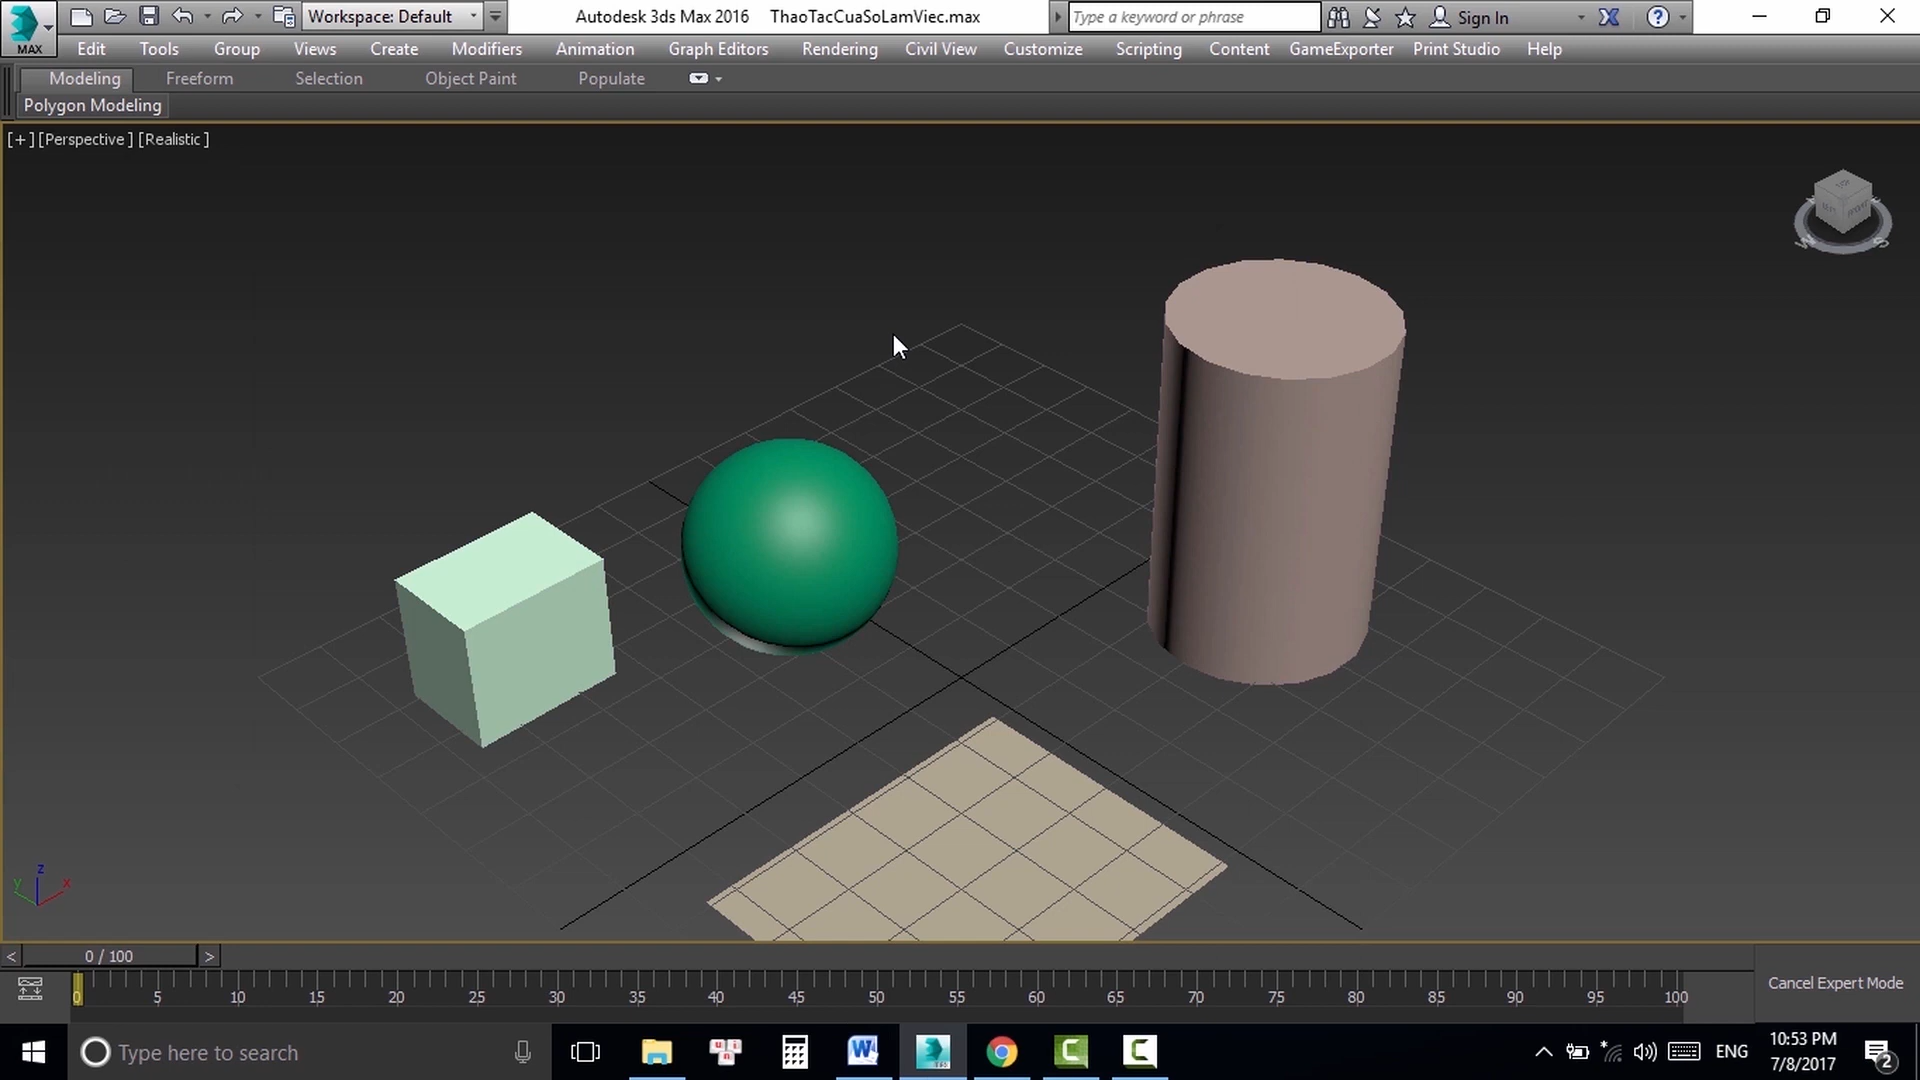 Workspace: Default
Autodesk 3ds Max 2016 ThaoTacCuaSoLamViec.max
Type a keyword or phrase
Sign In
MAX
Edit Tools Group Views Create Modifiers Animation Graph Editors Rendering Civil View Customize Scripting Content GameExporter Print Studio Help
Modeling Freeform Selection Object Paint Populate
Polygon Modeling
[+] [Perspective ] [Realistic ]
TOP
W S
z
y x
< 0 / 100 >
0 5 10 15 20 25 30 35 40 45 50 55 60 65 70 75 80 85 90 95 100
Cancel Expert Mode
Type here to search
ENG
10:53 PM
7/8/2017
2